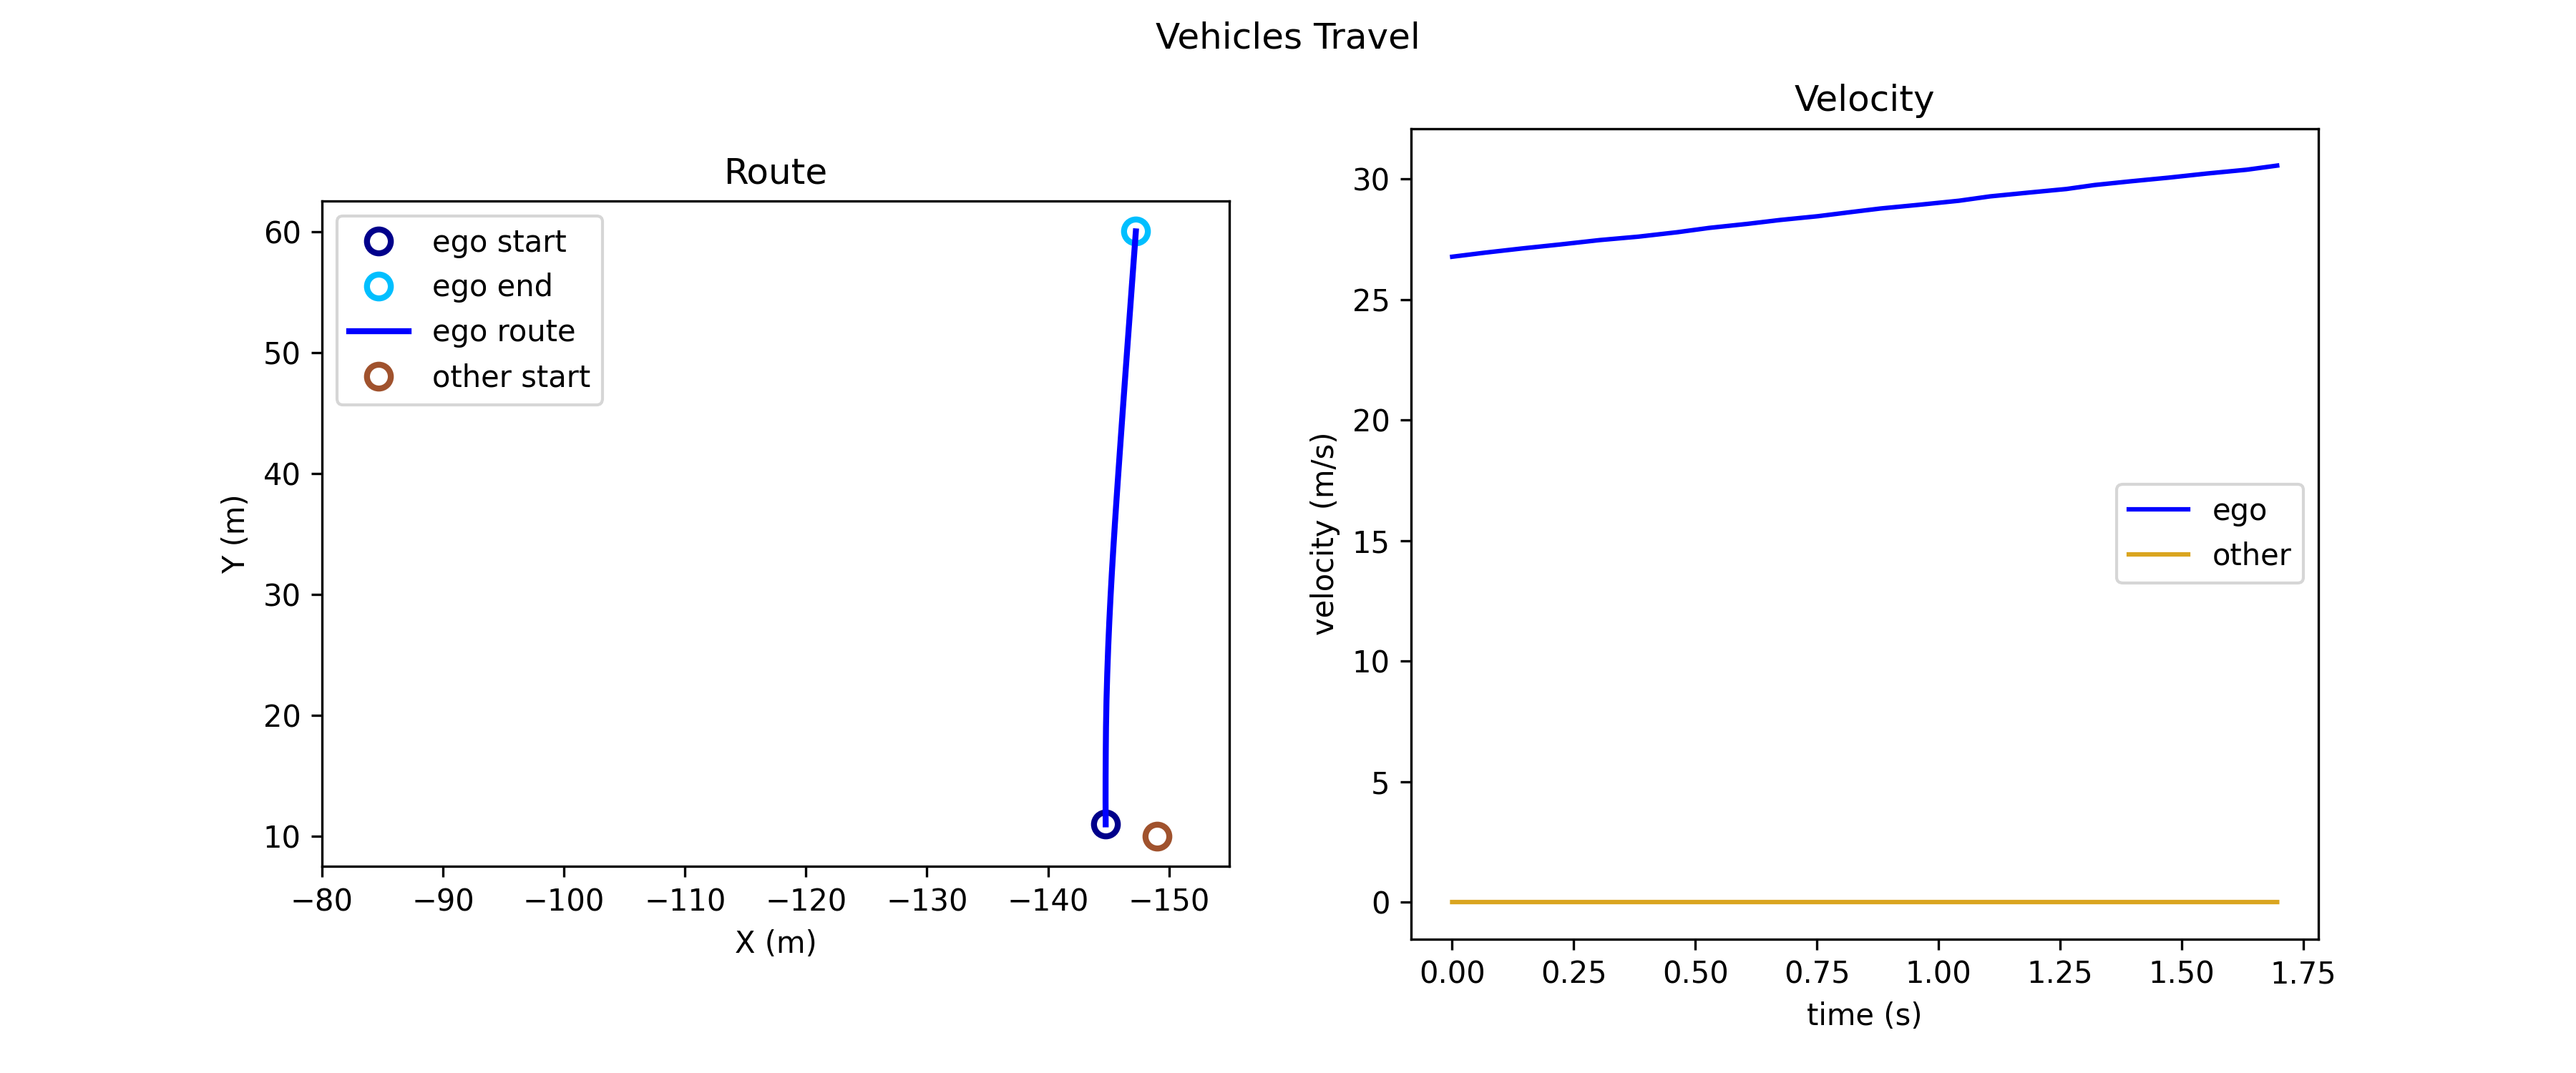 Vehicles Travel
Route
ego start
ego end
ego route
other start
60
50
40
30
20
10
Y (m)
−80 −90 −100 −110 −120 −130 −140 −150
X (m)
Velocity
30
25
20
15
10
5
0
velocity (m/s)
ego
other
0.00 0.25 0.50 0.75 1.00 1.25 1.50 1.75
time (s)